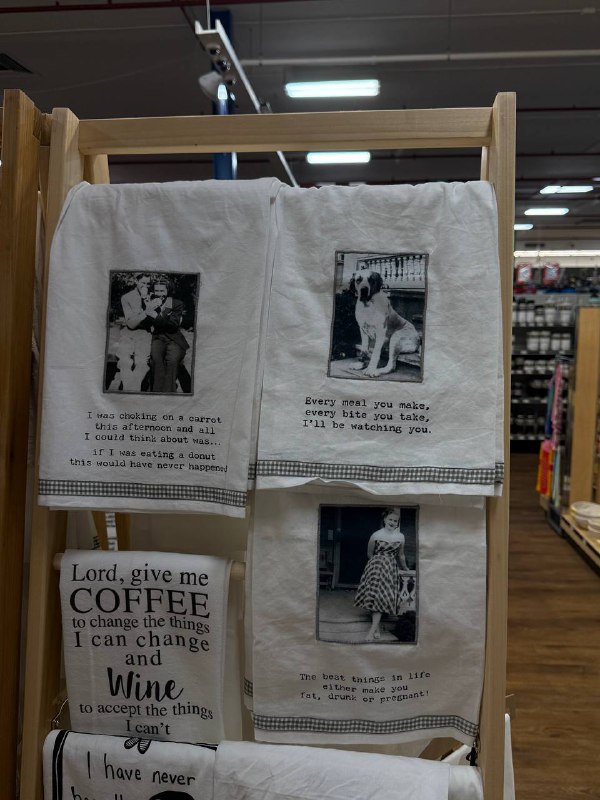 I was choking on a carrot
this afternoon and all
I could think about was...
if I was eating a donut
this would have never happened
Every meal you make,
every bite you take,
I'll be watching you.
Lord, give me
COFFEE
to change the things
I can change
and
Wine
to accept the things
I can't
The best things in life
either make you
fat, drunk or pregnant!
I have never